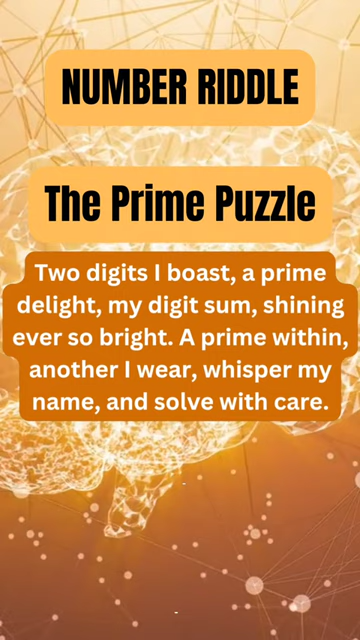 NUMBER RIDDLE
The Prime Puzzle
Two digits I boast, a prime
delight, my digit sum, shining
ever so bright. A prime within,
another I wear, whisper my
name, and solve with care.